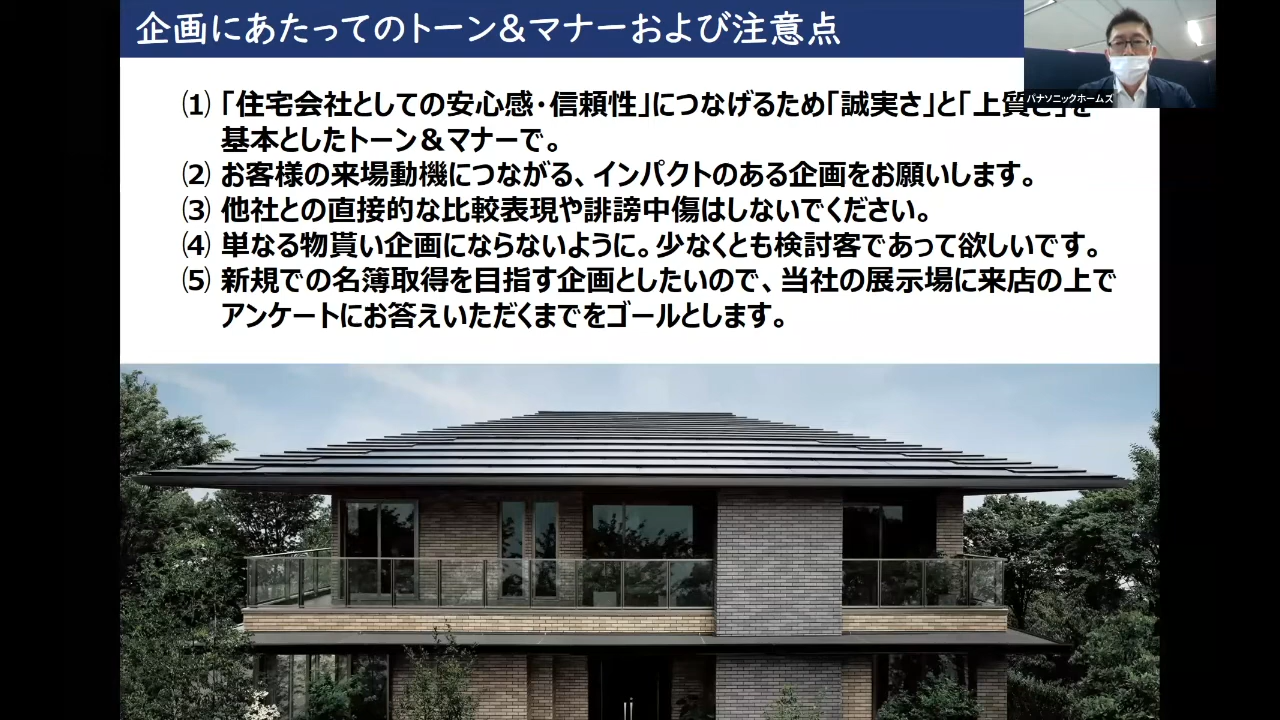 企画にあたってのトーン&マナーおよび注意点
パナソニックホームズ
(1) 「住宅会社としての安心感・信頼性」につなげるため「誠実さ」と「上質さ」を
基本としたトーン&マナーで。
(2) お客様の来場動機につながる、インパクトのある企画をお願いします。
(3) 他社との直接的な比較表現や誹謗中傷はしないでください。
(4) 単なる物貰い企画にならないように。少なくとも検討客であって欲しいです。
(5) 新規での名簿取得を目指す企画としたいので、当社の展示場に来店の上で
アンケートにお答えいただくまでをゴールとします。